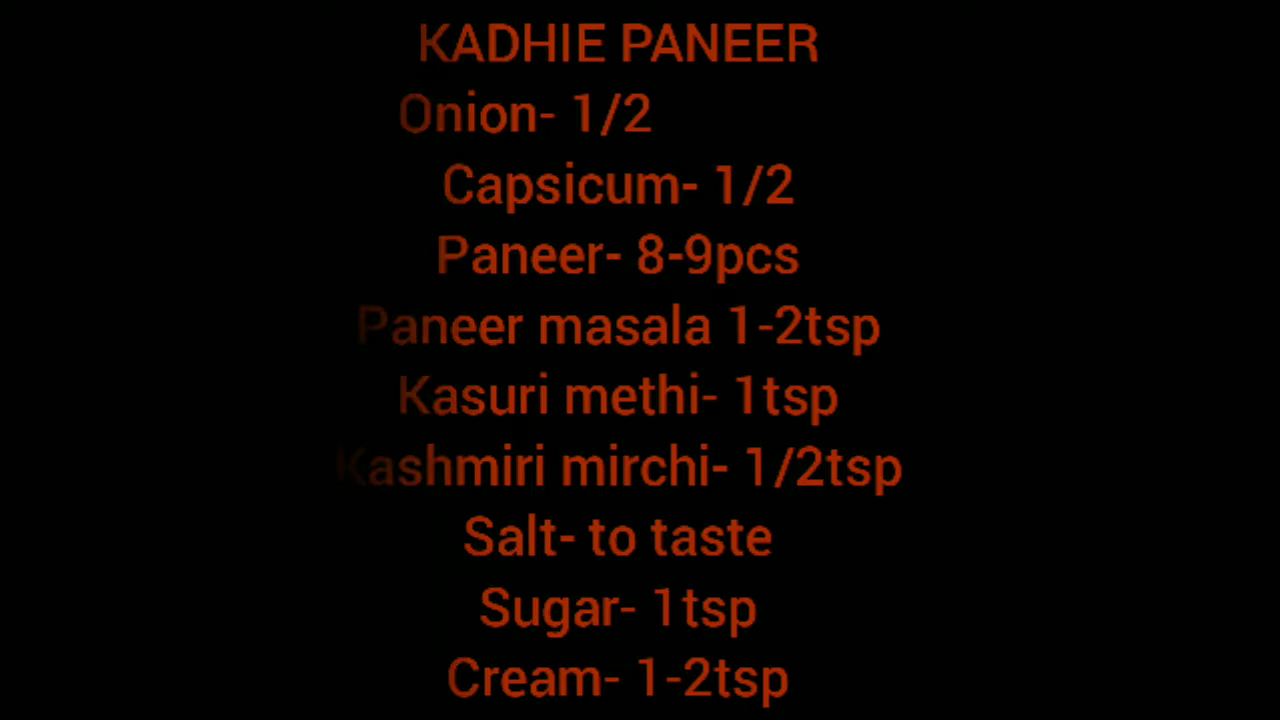 KADHIE PANEER
Onion- 1/2
Capsicum- 1/2
Paneer- 8-9pcs
Paneer masala 1-2tsp
Kasuri methi- 1tsp
Kashmiri mirchi- 1/2tsp
Salt- to taste
Sugar- 1tsp
Cream- 1-2tsp